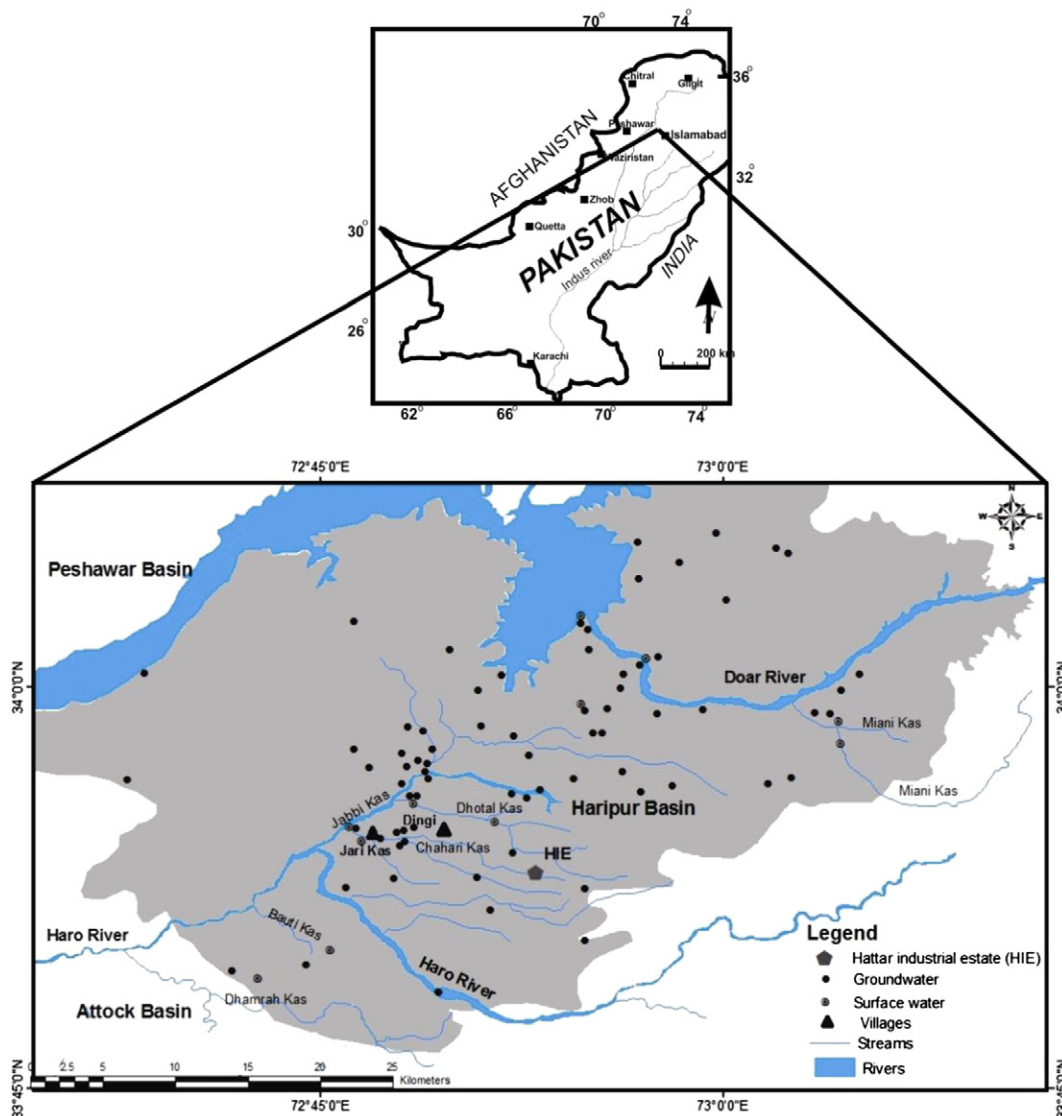 70° 74°
Chitral
Gilgit
36°
Peshawar
Islamabad
AFGHANISTAN
Waziristan
32°
Zhob
30°
Quetta
PAKISTAN
Indus river
INDIA
N
26°
Karachi
0 200 km
62° 66° 70° 74°
72°45'0"E 73°0'0"E
N
W E
S
Peshawar Basin
34°0'0"N 34°0'0"N
Doar River
Miani Kas
Miani Kas
Jabbi Kas
Dhotal Kas
Haripur Basin
Dingi
Jari Kas
Chahari Kas
HIE
Bauti Kas
Haro River
Haro River
Dhamrah Kas
Attock Basin
Legend
Hattar industrial estate (HIE)
Groundwater
Surface water
Villages
Streams
Rivers
0 2.5 5 10 15 20 25
Kilometers
33°45'0"N 33°45'0"N
72°45'0"E 73°0'0"E